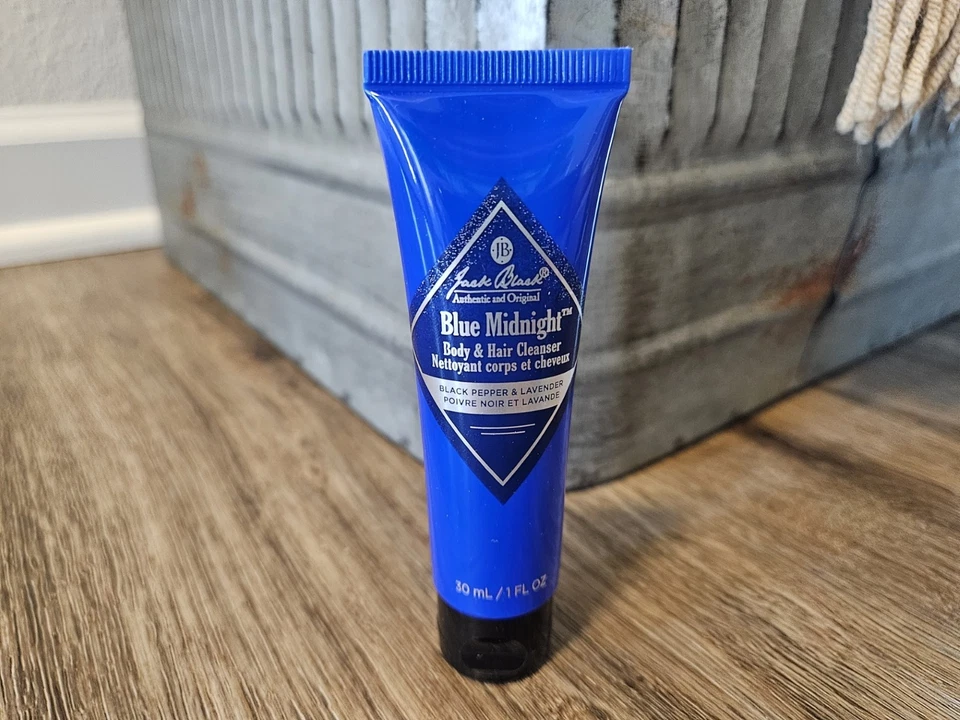 JB
Jack Black®
Authentic and Original
Blue Midnight™
Body & Hair Cleanser
Nettoyant corps et cheveux
BLACK PEPPER & LAVENDER
POIVRE NOIR ET LAVANDE
30 mL / 1 FL OZ